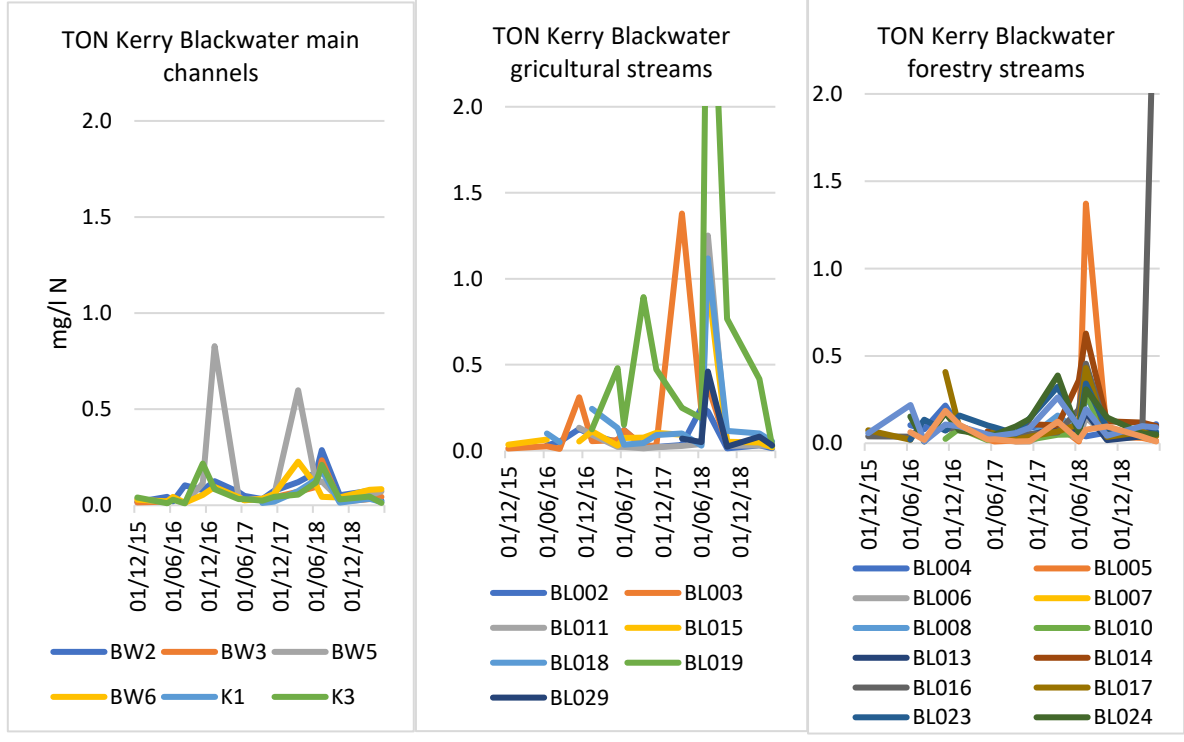 TON Kerry Blackwater main
channels
mg/l N
2.0
1.5
1.0
0.5
0.0
01/12/15
01/06/16
01/12/16
01/06/17
01/12/17
01/06/18
01/12/18
BW2 BW3 BW5
BW6 K1 K3
TON Kerry Blackwater
gricultural streams
2.0
1.5
1.0
0.5
0.0
01/12/15
01/06/16
01/12/16
01/06/17
01/12/17
01/06/18
01/12/18
BL002 BL003
BL011 BL015
BL018 BL019
BL029
TON Kerry Blackwater
forestry streams
2.0
1.5
1.0
0.5
0.0
01/12/15
01/06/16
01/12/16
01/06/17
01/12/17
01/06/18
01/12/18
BL004 BL005
BL006 BL007
BL008 BL010
BL013 BL014
BL016 BL017
BL023 BL024